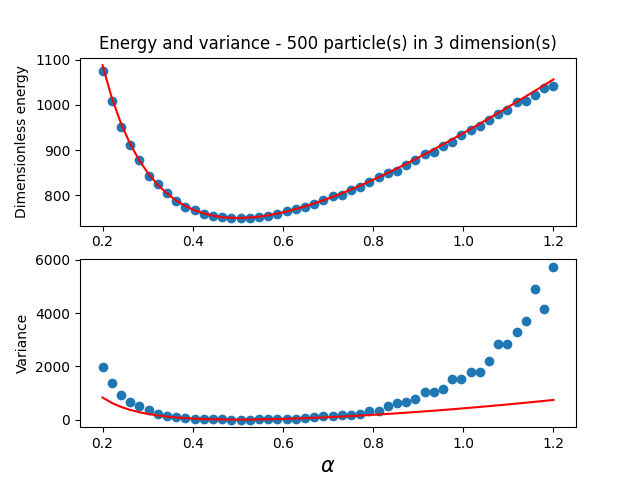 Energy and variance - 500 particle(s) in 3 dimension(s)
Dimensionless energy
1100
1000
900
800
0.2 0.4 0.6 0.8 1.0 1.2
Variance
6000
4000
2000
0
0.2 0.4 0.6 0.8 1.0 1.2
α